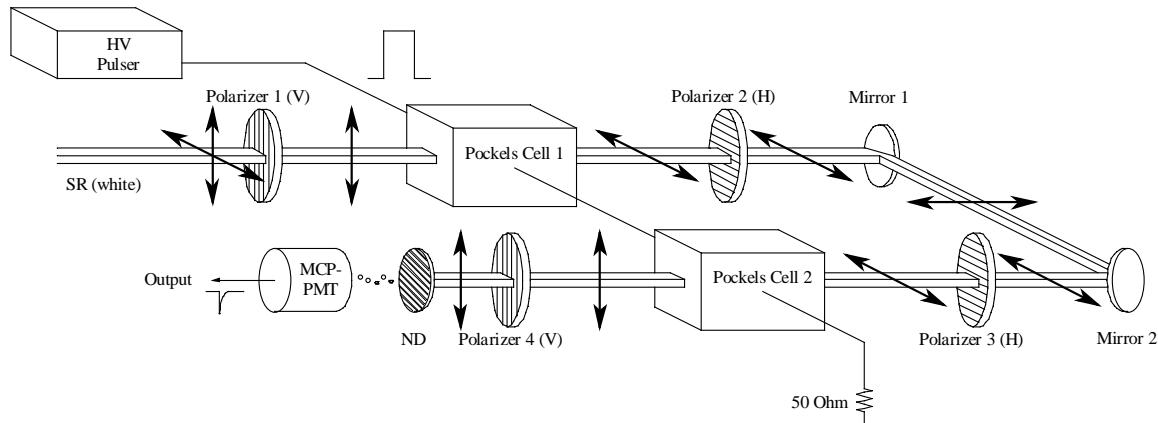 HV
Pulser
Polarizer 1 (V)
Polarizer 2 (H)
Mirror 1
Pockels Cell 1
SR (white)
Output
MCP-
PMT
Pockels Cell 2
ND
Polarizer 4 (V)
Polarizer 3 (H)
Mirror 2
50 Ohm